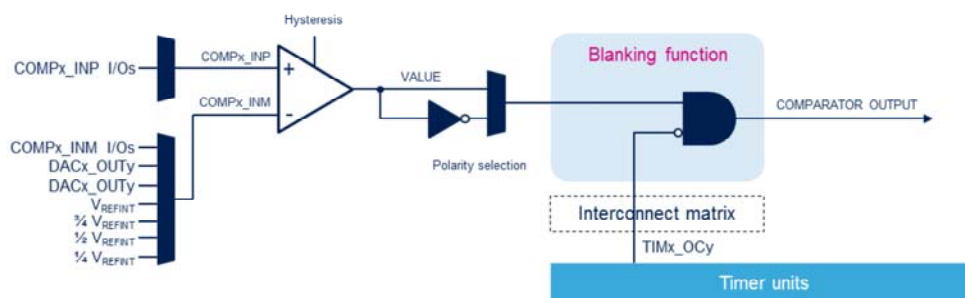 Hysteresis
Blanking function
COMPx_INP I/Os
COMPx_INP
+
VALUE
COMPx_INM
-
COMPARATOR OUTPUT
COMPx_INM I/Os
DACx_OUTy
DACx_OUTy
VREFINT
¾ VREFINT
½ VREFINT
¼ VREFINT
Polarity selection
Interconnect matrix
TIMx_OCy
Timer units